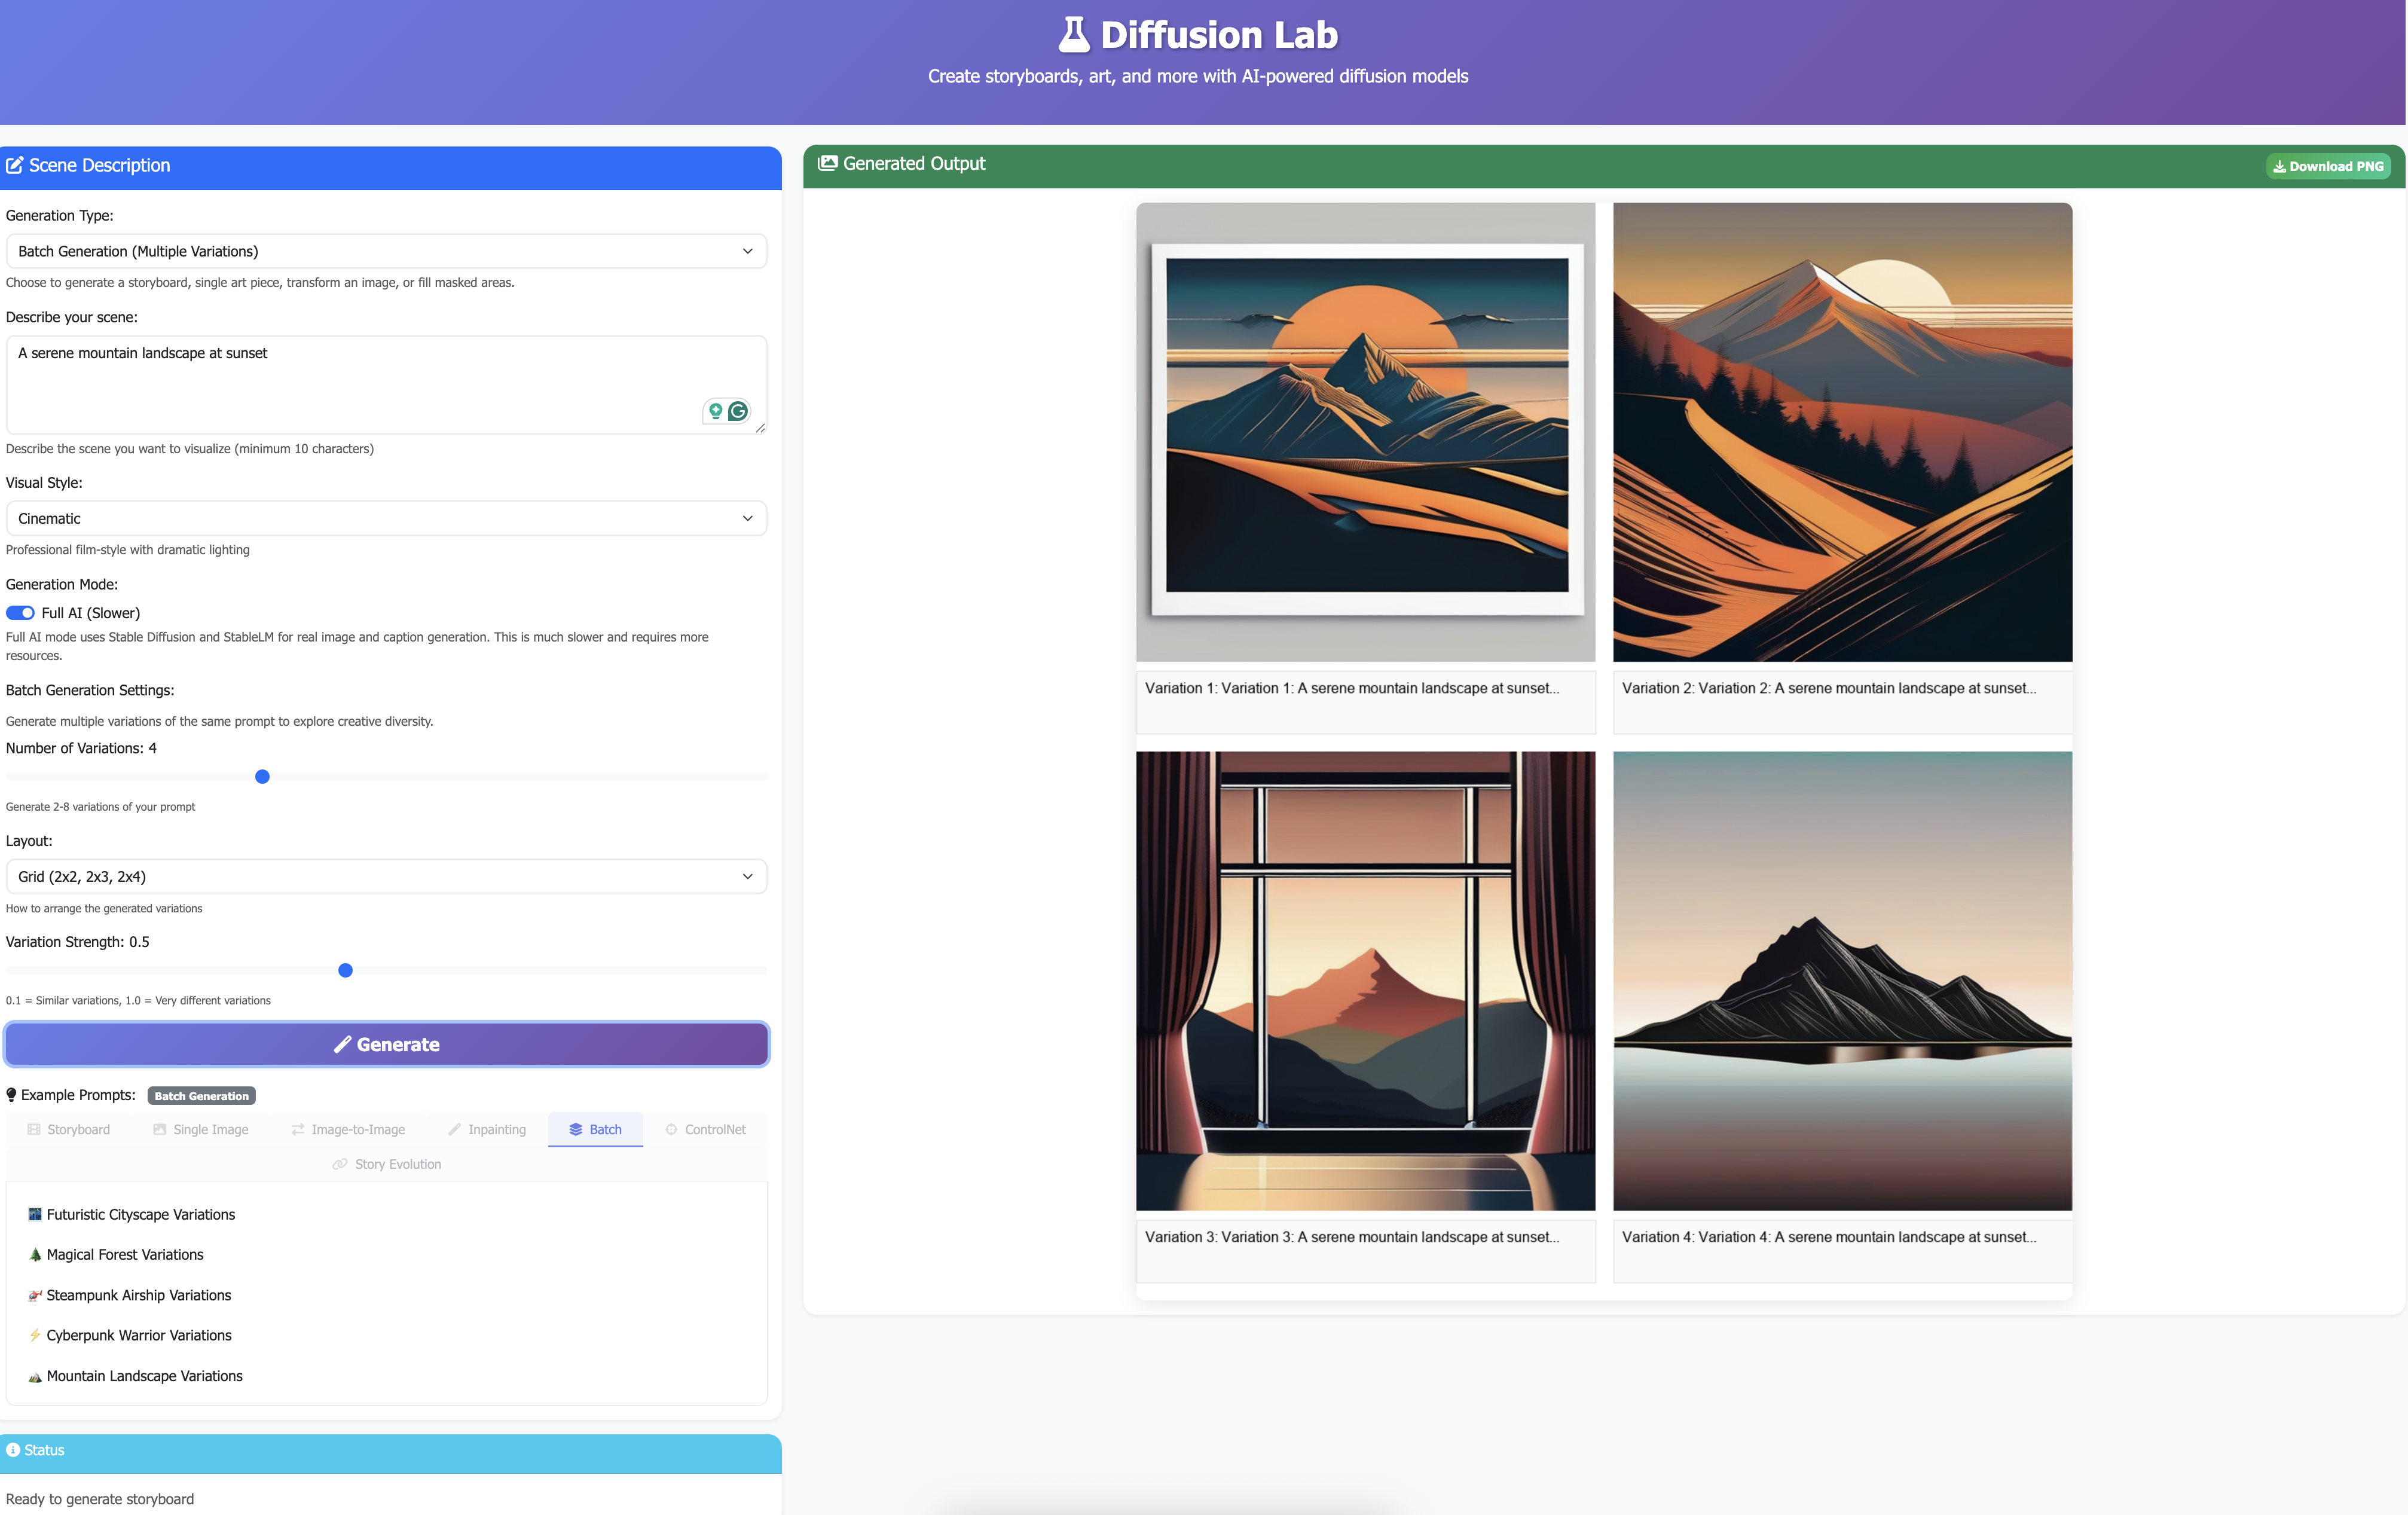 Diffusion Lab
Create storyboards, art, and more with AI-powered diffusion models
Scene Description
Generation Type:
Batch Generation (Multiple Variations)
Choose to generate a storyboard, single art piece, transform an image, or fill masked areas.
Describe your scene:
A serene mountain landscape at sunset
Describe the scene you want to visualize (minimum 10 characters)
Visual Style:
Cinematic
Professional film-style with dramatic lighting
Generation Mode:
Full AI (Slower)
Full AI mode uses Stable Diffusion and StableLM for real image and caption generation. This is much slower and requires more
resources.
Batch Generation Settings:
Generate multiple variations of the same prompt to explore creative diversity.
Number of Variations: 4
Generate 2-8 variations of your prompt
Layout:
Grid (2x2, 2x3, 2x4)
How to arrange the generated variations
Variation Strength: 0.5
0.1 = Similar variations, 1.0 = Very different variations
Generate
Example Prompts: Batch Generation
Storyboard Single Image Image-to-Image Inpainting Batch ControlNet
Story Evolution
Futuristic Cityscape Variations
Magical Forest Variations
Steampunk Airship Variations
Cyberpunk Warrior Variations
Mountain Landscape Variations
Status
Ready to generate storyboard
Generated Output
Download PNG
Variation 1: Variation 1: A serene mountain landscape at sunset...
Variation 2: Variation 2: A serene mountain landscape at sunset...
Variation 3: Variation 3: A serene mountain landscape at sunset...
Variation 4: Variation 4: A serene mountain landscape at sunset...